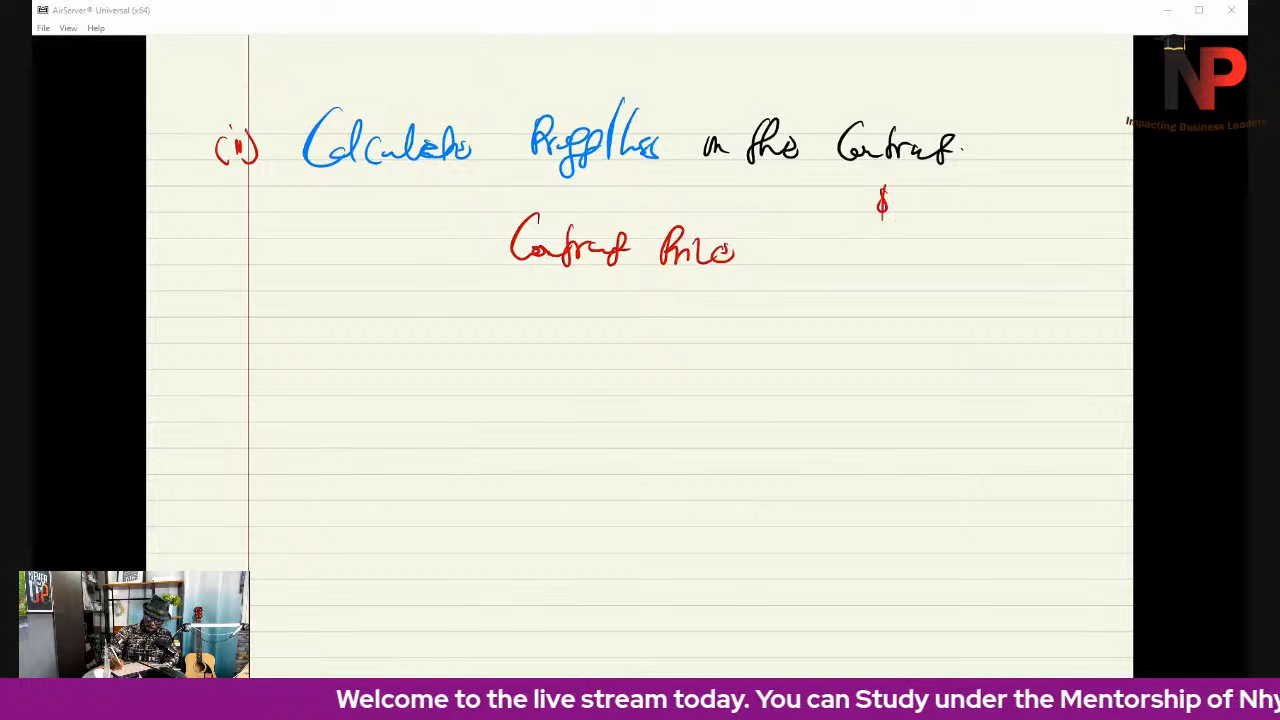 AirServer® Universal (x64)
File View Help
NP
Impacting Business Leaders
(ii) Calculate Profit/Loss on the Contract.
$
Contract Price
Welcome to the live stream today. You can Study under the Mentorship of Nhy